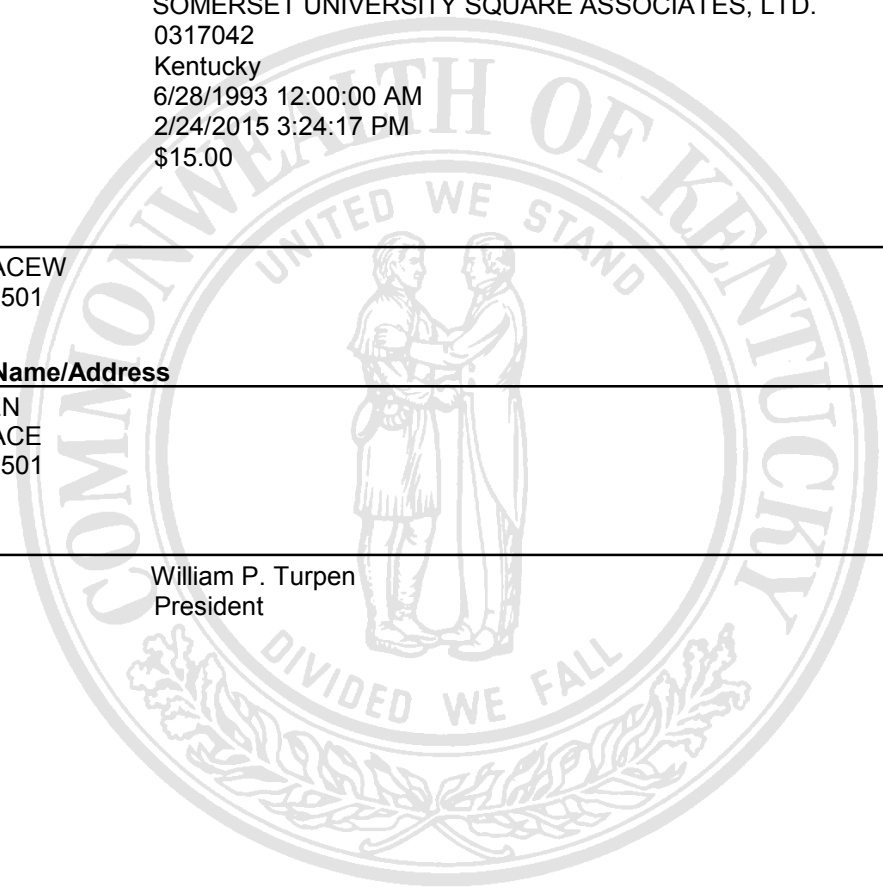 SOMERSET UNIVERSITY SQUARE ASSOCIATES, LTD.
0317042
Kentucky
6/28/1993 12:00:00 AM
2/24/2015 3:24:17 PM
$15.00
ACEW
501
Name/Address
EN
ACE
501
William P. Turpen
President
COMMONWEALTH OF KENTUCKY
UNITED WE STAND
DIVIDED WE FALL